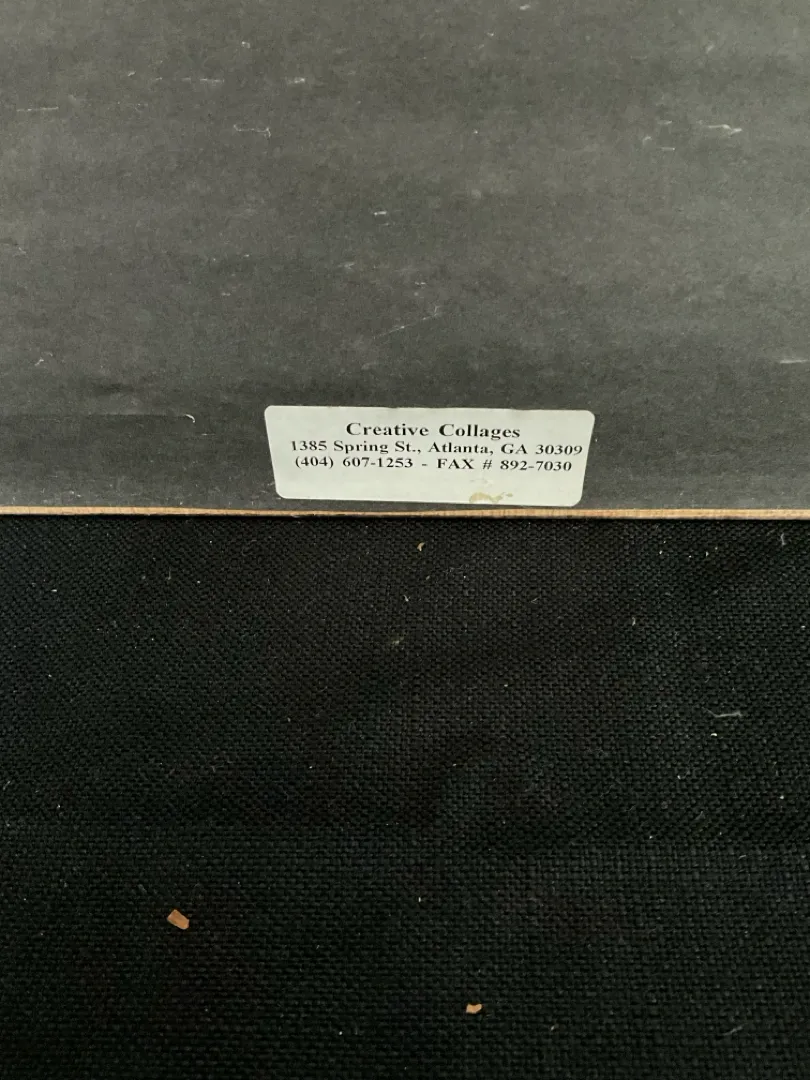 Creative Collages
1385 Spring St., Atlanta, GA 30309
(404) 607-1253 - FAX # 892-7030